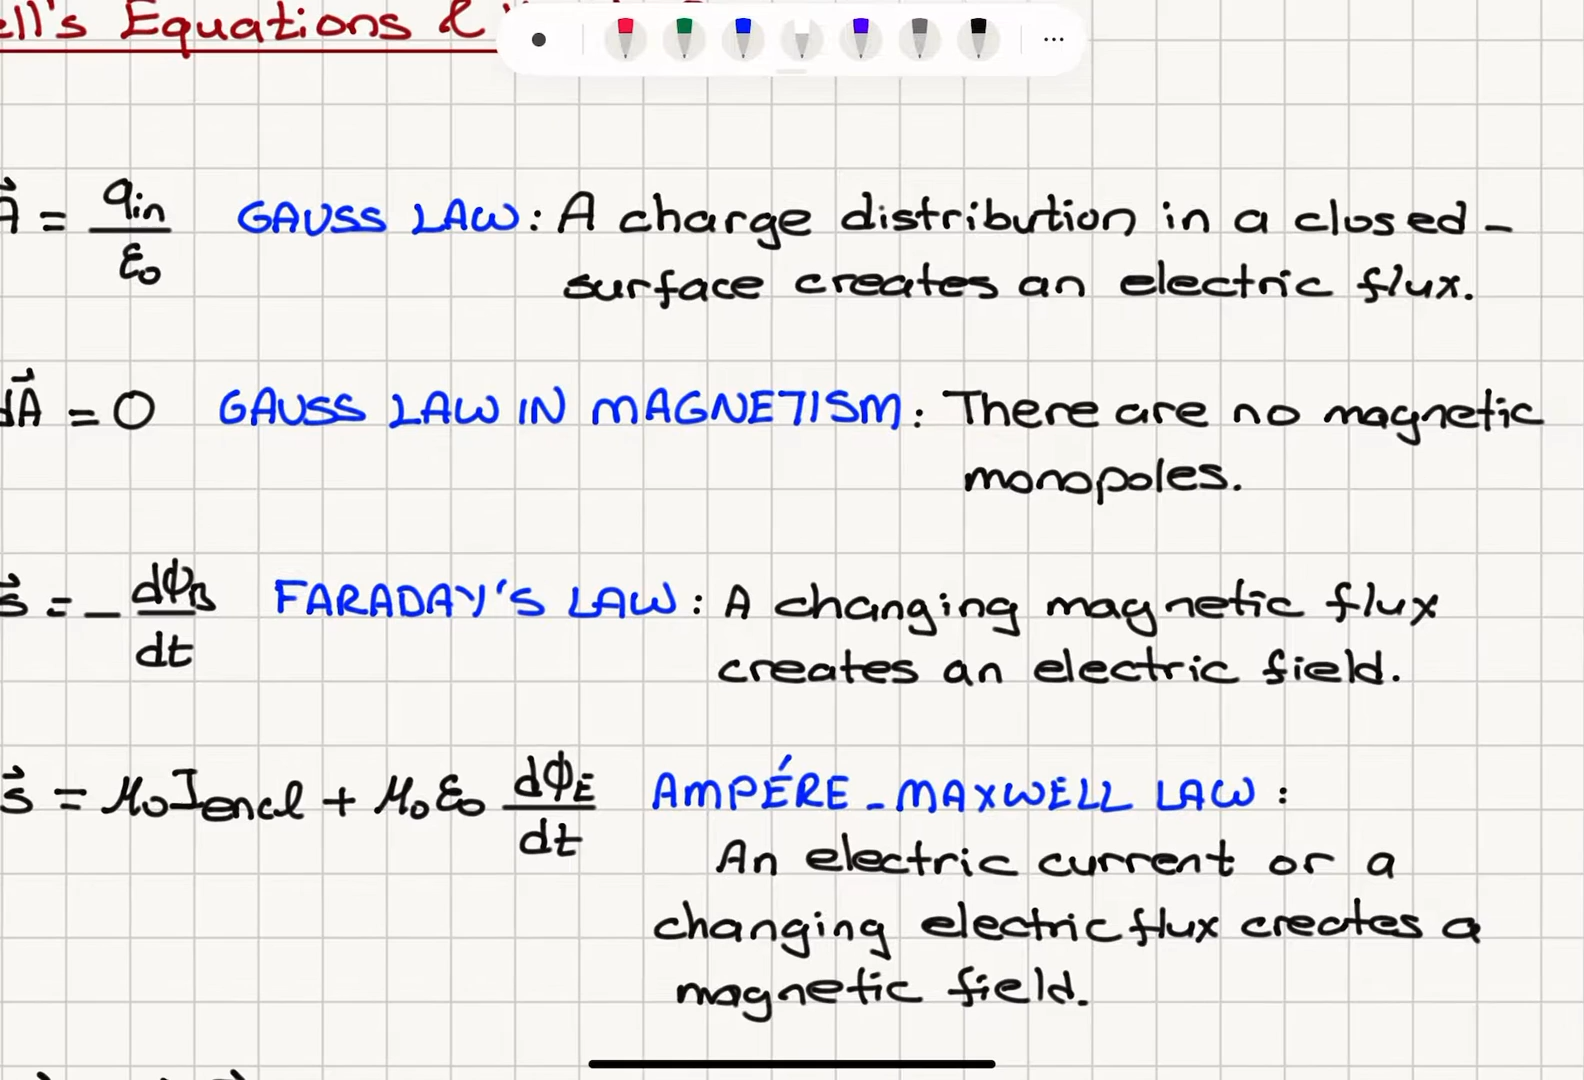 ell's Equations &
A⃗ = qin/ε0 GAUSS LAW: A charge distribution in a closed-
surface creates an electric flux.
dA⃗ = 0 GAUSS LAW IN MAGNETISM: There are no magnetic
monopoles.
s⃗ = - dΦB/dt FARADAY'S LAW: A changing magnetic flux
creates an electric field.
s⃗ = μ0Iencl + μ0ε0 dΦE/dt AMPÉRE-MAXWELL LAW:
An electric current or a
changing electric flux creates a
magnetic field.